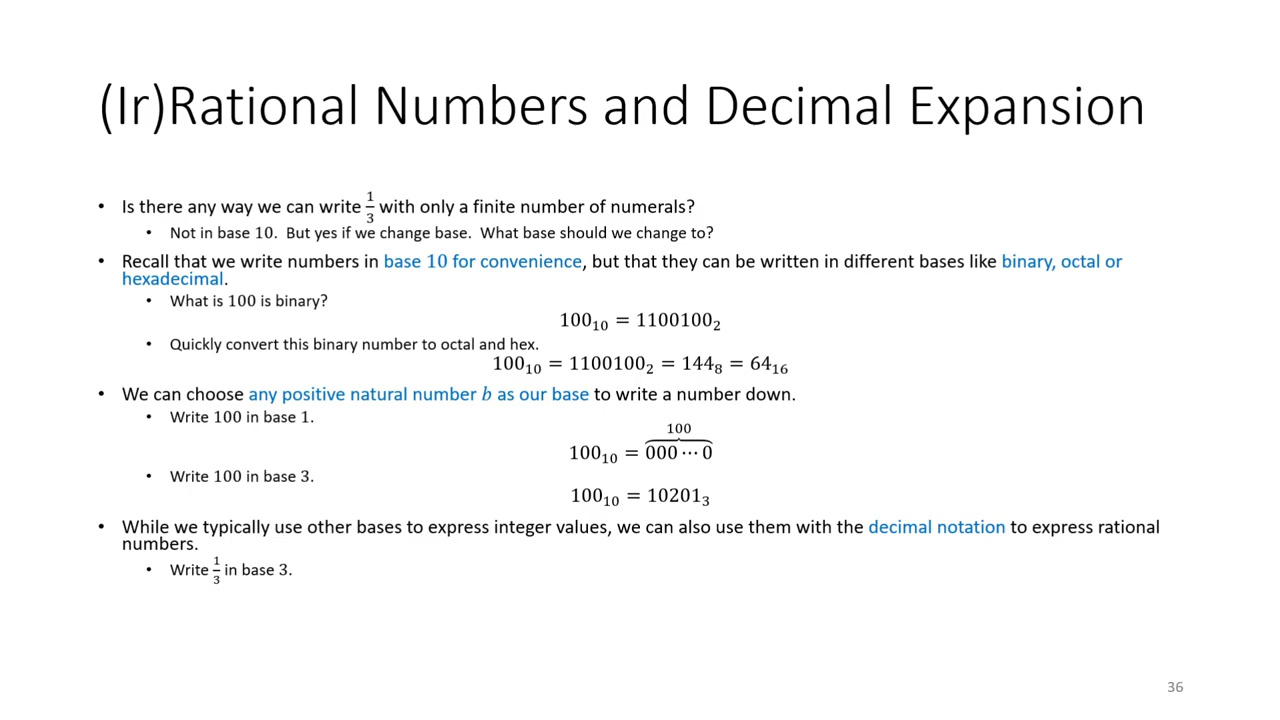 (Ir)Rational Numbers and Decimal Expansion
• Is there any way we can write 1/3 with only a finite number of numerals?
• Not in base 10. But yes if we change base. What base should we change to?
• Recall that we write numbers in base 10 for convenience, but that they can be written in different bases like binary, octal or
hexadecimal.
• What is 100 is binary?
100₁₀ = 1100100₂
• Quickly convert this binary number to octal and hex.
100₁₀ = 1100100₂ = 144₈ = 64₁₆
• We can choose any positive natural number b as our base to write a number down.
• Write 100 in base 1.
100
100₁₀ = 000 ⋯ 0
• Write 100 in base 3.
100₁₀ = 10201₃
• While we typically use other bases to express integer values, we can also use them with the decimal notation to express rational
numbers.
• Write 1/3 in base 3.
36